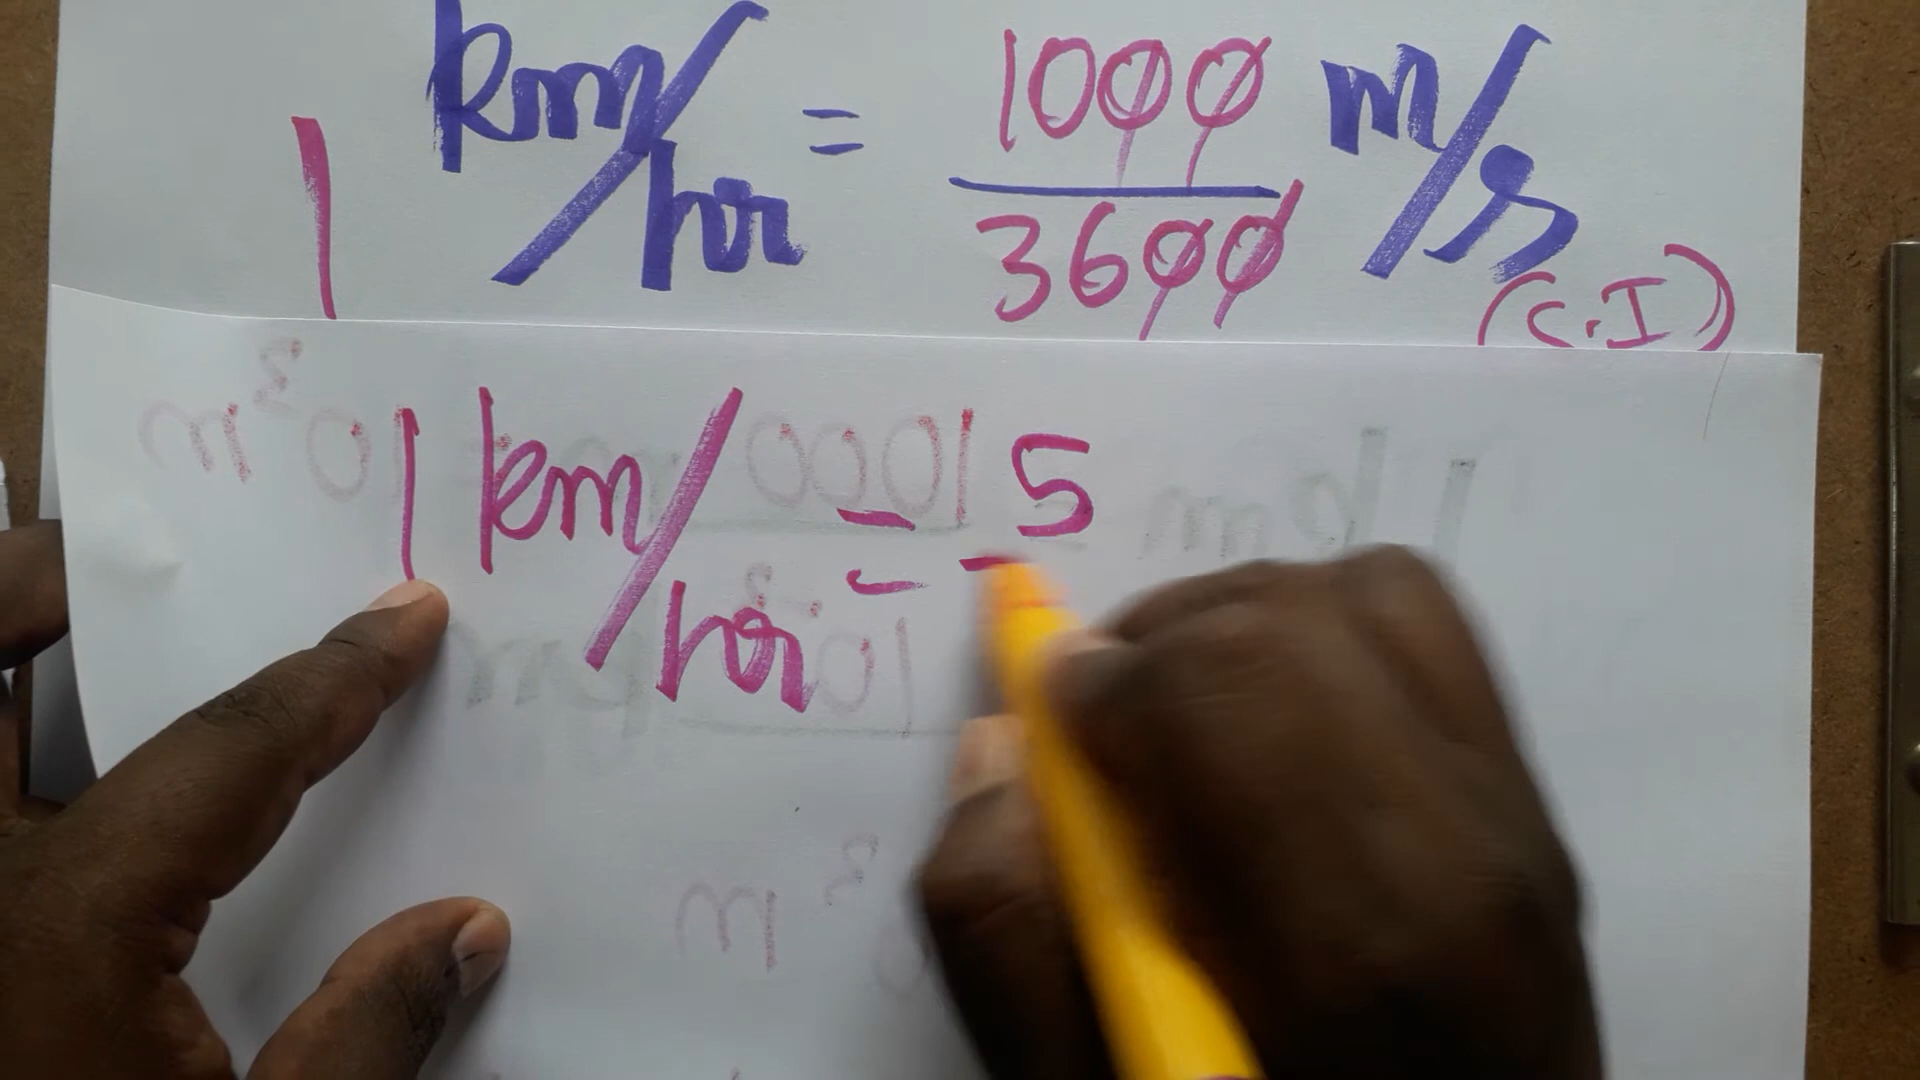 1 km/hr = 1000/3600 m/s
(C.I)
1 km/hr = 5